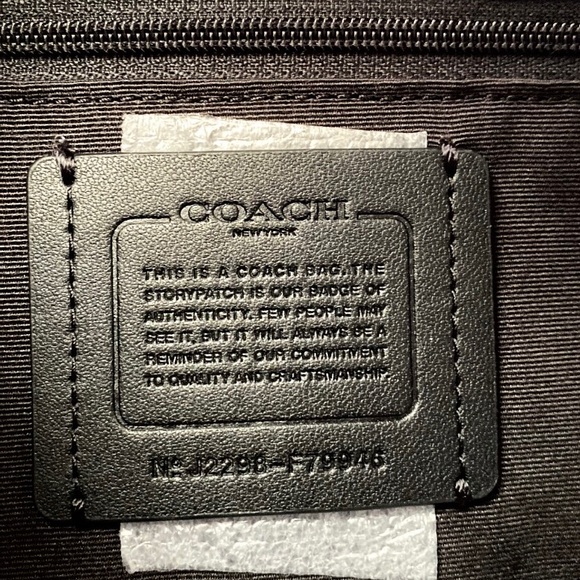 COACH
NEW YORK
THIS IS A COACH BAG. THE
STORYPATCH IS OUR BADGE OF
AUTHENTICITY. FEW PEOPLE MAY
SEE IT, BUT IT WILL ALWAYS BE A
REMINDER OF OUR COMMITMENT
TO QUALITY AND CRAFTSMANSHIP.
Nº J2298-F79946